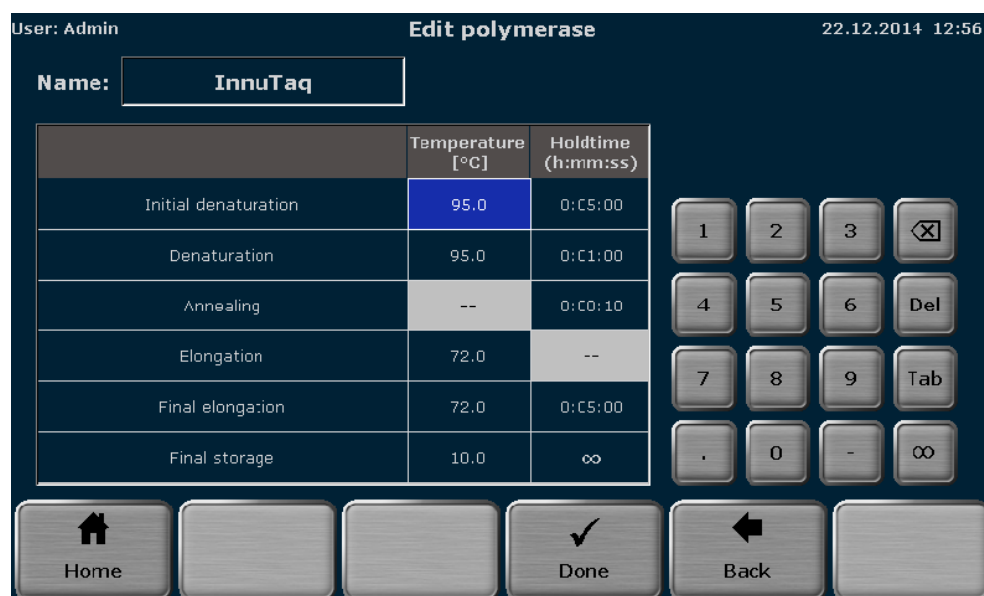 User: Admin Edit polymerase 22.12.2014 12:56
Name: InnuTaq
Temperature [°C] Holdtime (h:mm:ss)
Initial denaturation 95.0 0:05:00
Denaturation 95.0 0:01:00
Annealing -- 0:00:10
Elongation 72.0 --
Final elongation 72.0 0:05:00
Final storage 10.0 ∞
1 2 3
4 5 6 Del
7 8 9 Tab
. 0 - ∞
Home Done Back